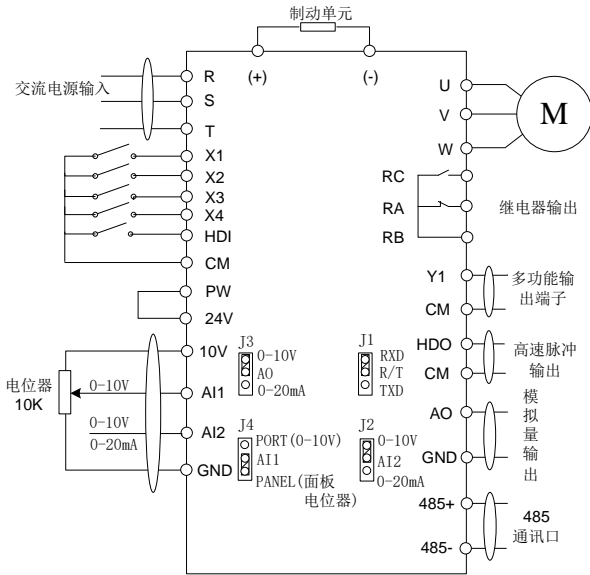 制动单元
(+)
(-)
交流电源输入
R
S
T
X1
X2
X3
X4
HDI
CM
PW
24V
10V
AI1
AI2
GND
电位器
10K
0-10V
0-10V
0-20mA
J3
0-10V
AO
0-20mA
J4
PORT(0-10V)
AI1
PANEL(面板
电位器)
J1
RXD
R/T
TXD
J2
0-10V
AI2
0-20mA
U
V
W
M
RC
RA
RB
继电器输出
Y1
CM
多功能输
出端子
HDO
CM
高速脉冲
输出
AO
GND
模
拟
量
输
出
485+
485-
485
通讯口